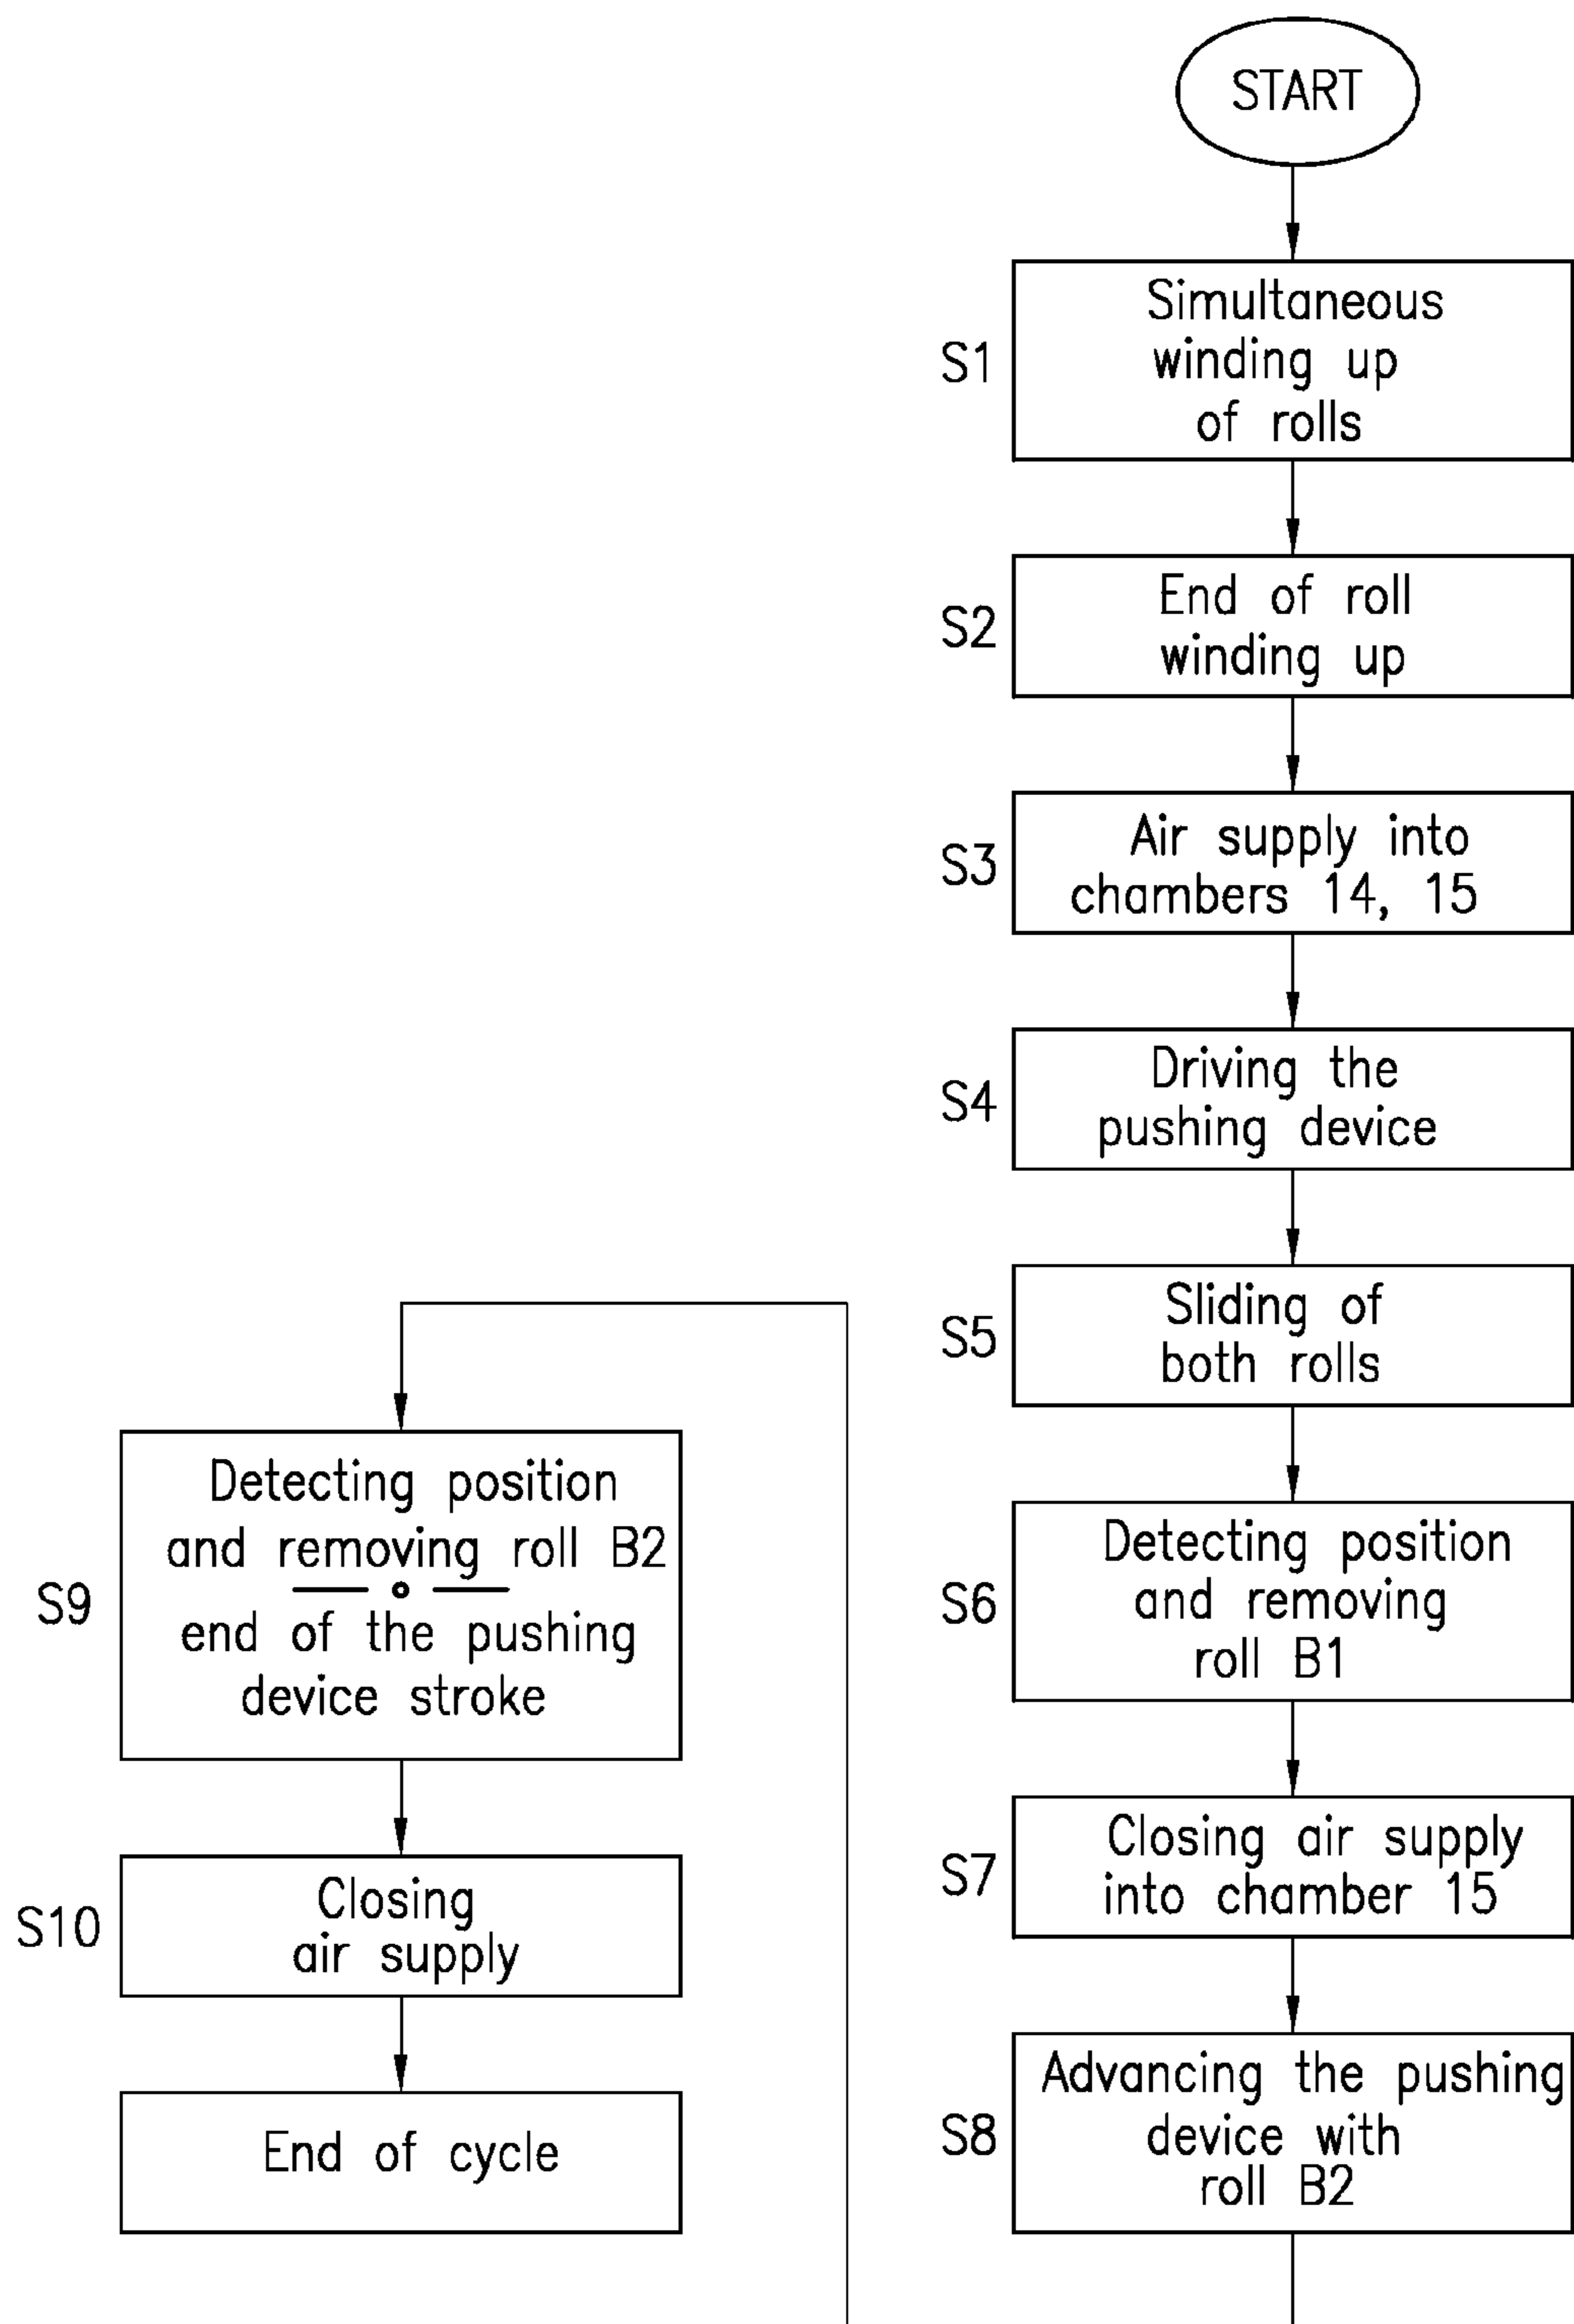 START
S1
Simultaneous
winding up
of rolls
S2
End of roll
winding up
S3
Air supply into
chambers 14, 15
S4
Driving the
pushing device
S5
Sliding of
both rolls
S6
Detecting position
and removing
roll B1
S7
Closing air supply
into chamber 15
S8
Advancing the pushing
device with
roll B2
S9
Detecting position
and removing roll B2
end of the pushing
device stroke
S10
Closing
air supply
End of cycle